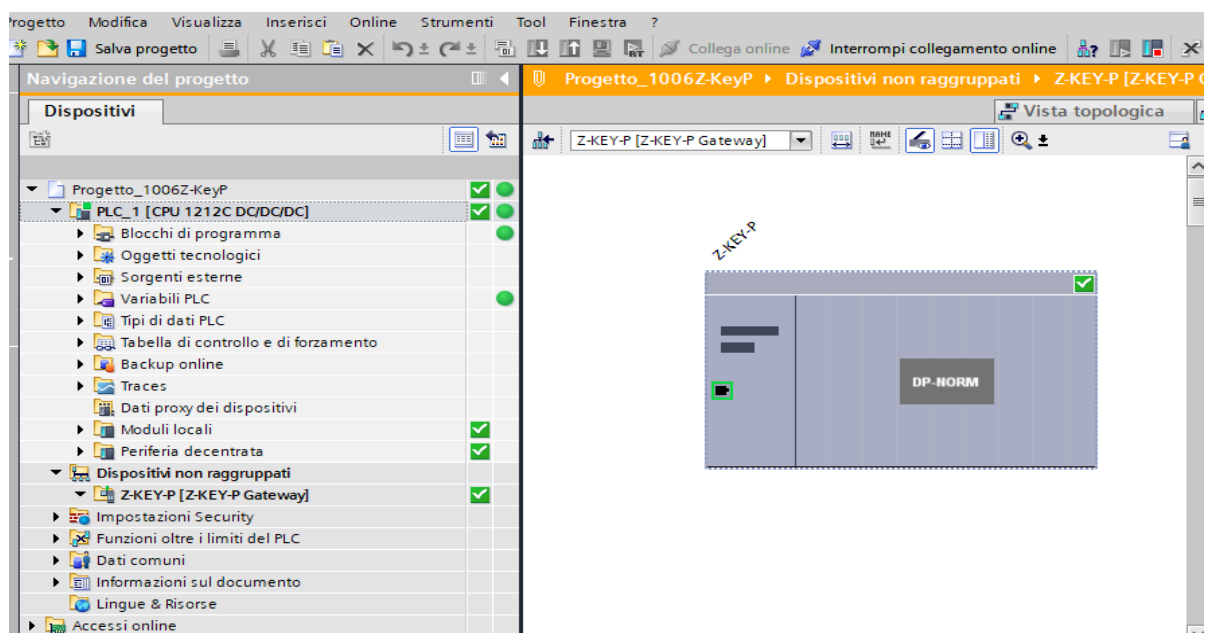 Progetto Modifica Visualizza Inserisci Online Strumenti Tool Finestra ?
Salva progetto Collega online Interrompi collegamento online
Navigazione del progetto
Progetto_1006Z-KeyP Dispositivi non raggruppati Z-KEY-P [Z-KEY-P
Dispositivi
Vista topologica
Z-KEY-P [Z-KEY-P Gateway]
Progetto_1006Z-KeyP
PLC_1 [CPU 1212C DC/DC/DC]
Blocchi di programma
Oggetti tecnologici
Sorgenti esterne
Variabili PLC
Tipi di dati PLC
Tabella di controllo e di forzamento
Backup online
Traces
Dati proxy dei dispositivi
Moduli locali
Periferia decentrata
Dispositivi non raggruppati
Z-KEY-P [Z-KEY-P Gateway]
Impostazioni Security
Funzioni oltre i limiti del PLC
Dati comuni
Informazioni sul documento
Lingue & Risorse
Accessi online
Z-KEY-P
DP-NORM